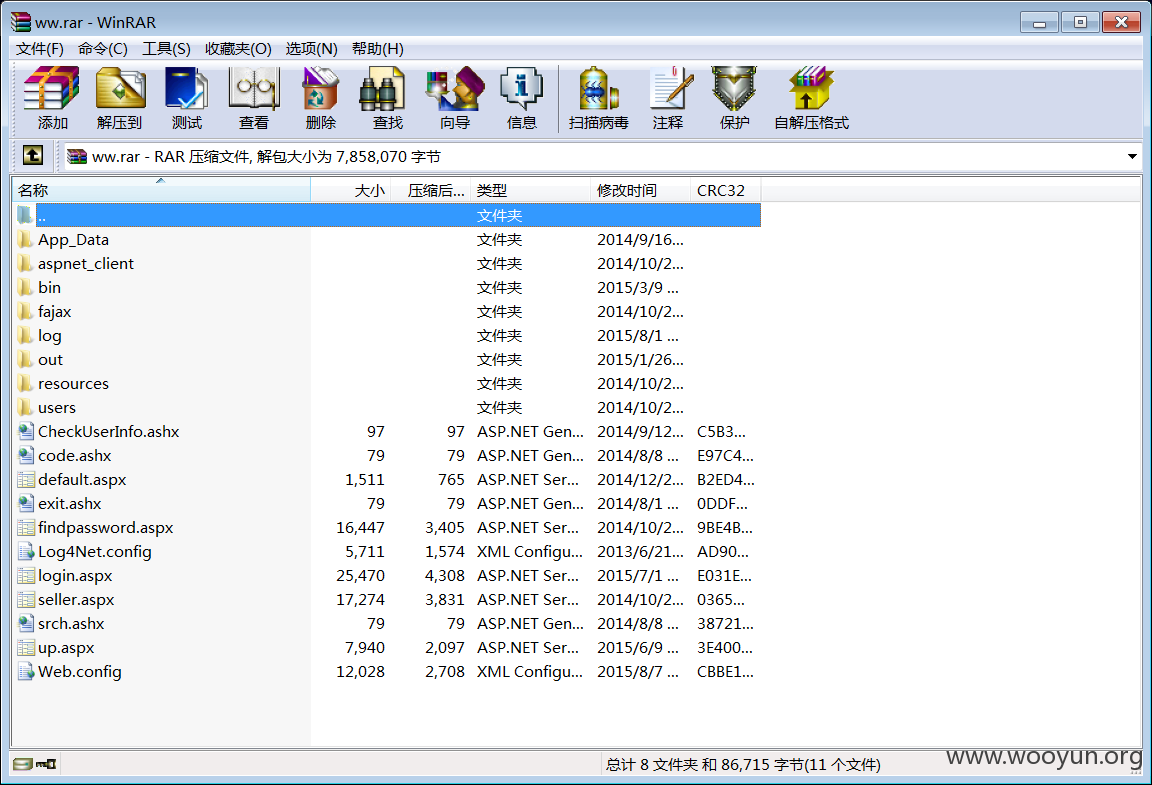 ww.rar - WinRAR
文件(F) 命令(C) 工具(S) 收藏夹(O) 选项(N) 帮助(H)
添加 解压到 测试 查看 删除 查找 向导 信息 扫描病毒 注释 保护 自解压格式
ww.rar - RAR 压缩文件, 解包大小为 7,858,070 字节
名称 大小 压缩后... 类型 修改时间 CRC32
.. 文件夹
App_Data 文件夹 2014/9/16...
aspnet_client 文件夹 2014/10/2...
bin 文件夹 2015/3/9 ...
fajax 文件夹 2014/10/2...
log 文件夹 2015/8/1 ...
out 文件夹 2015/1/26...
resources 文件夹 2014/10/2...
users 文件夹 2014/10/2...
CheckUserInfo.ashx 97 97 ASP.NET Gen... 2014/9/12... C5B3...
code.ashx 79 79 ASP.NET Gen... 2014/8/8 ... E97C4...
default.aspx 1,511 765 ASP.NET Ser... 2014/12/2... B2ED4...
exit.ashx 79 79 ASP.NET Gen... 2014/8/1 ... 0DDF...
findpassword.aspx 16,447 3,405 ASP.NET Ser... 2014/10/2... 9BE4B...
Log4Net.config 5,711 1,574 XML Configu... 2013/6/21... AD90...
login.aspx 25,470 4,308 ASP.NET Ser... 2015/7/1 ... E031E...
seller.aspx 17,274 3,831 ASP.NET Ser... 2014/10/2... 0365...
srch.ashx 79 79 ASP.NET Gen... 2014/8/8 ... 38721...
up.aspx 7,940 2,097 ASP.NET Ser... 2015/6/9 ... 3E400...
Web.config 12,028 2,708 XML Configu... 2015/8/7 ... CBBE1...
总计 8 文件夹 和 86,715 字节(11 个文件)
www.wooyun.org